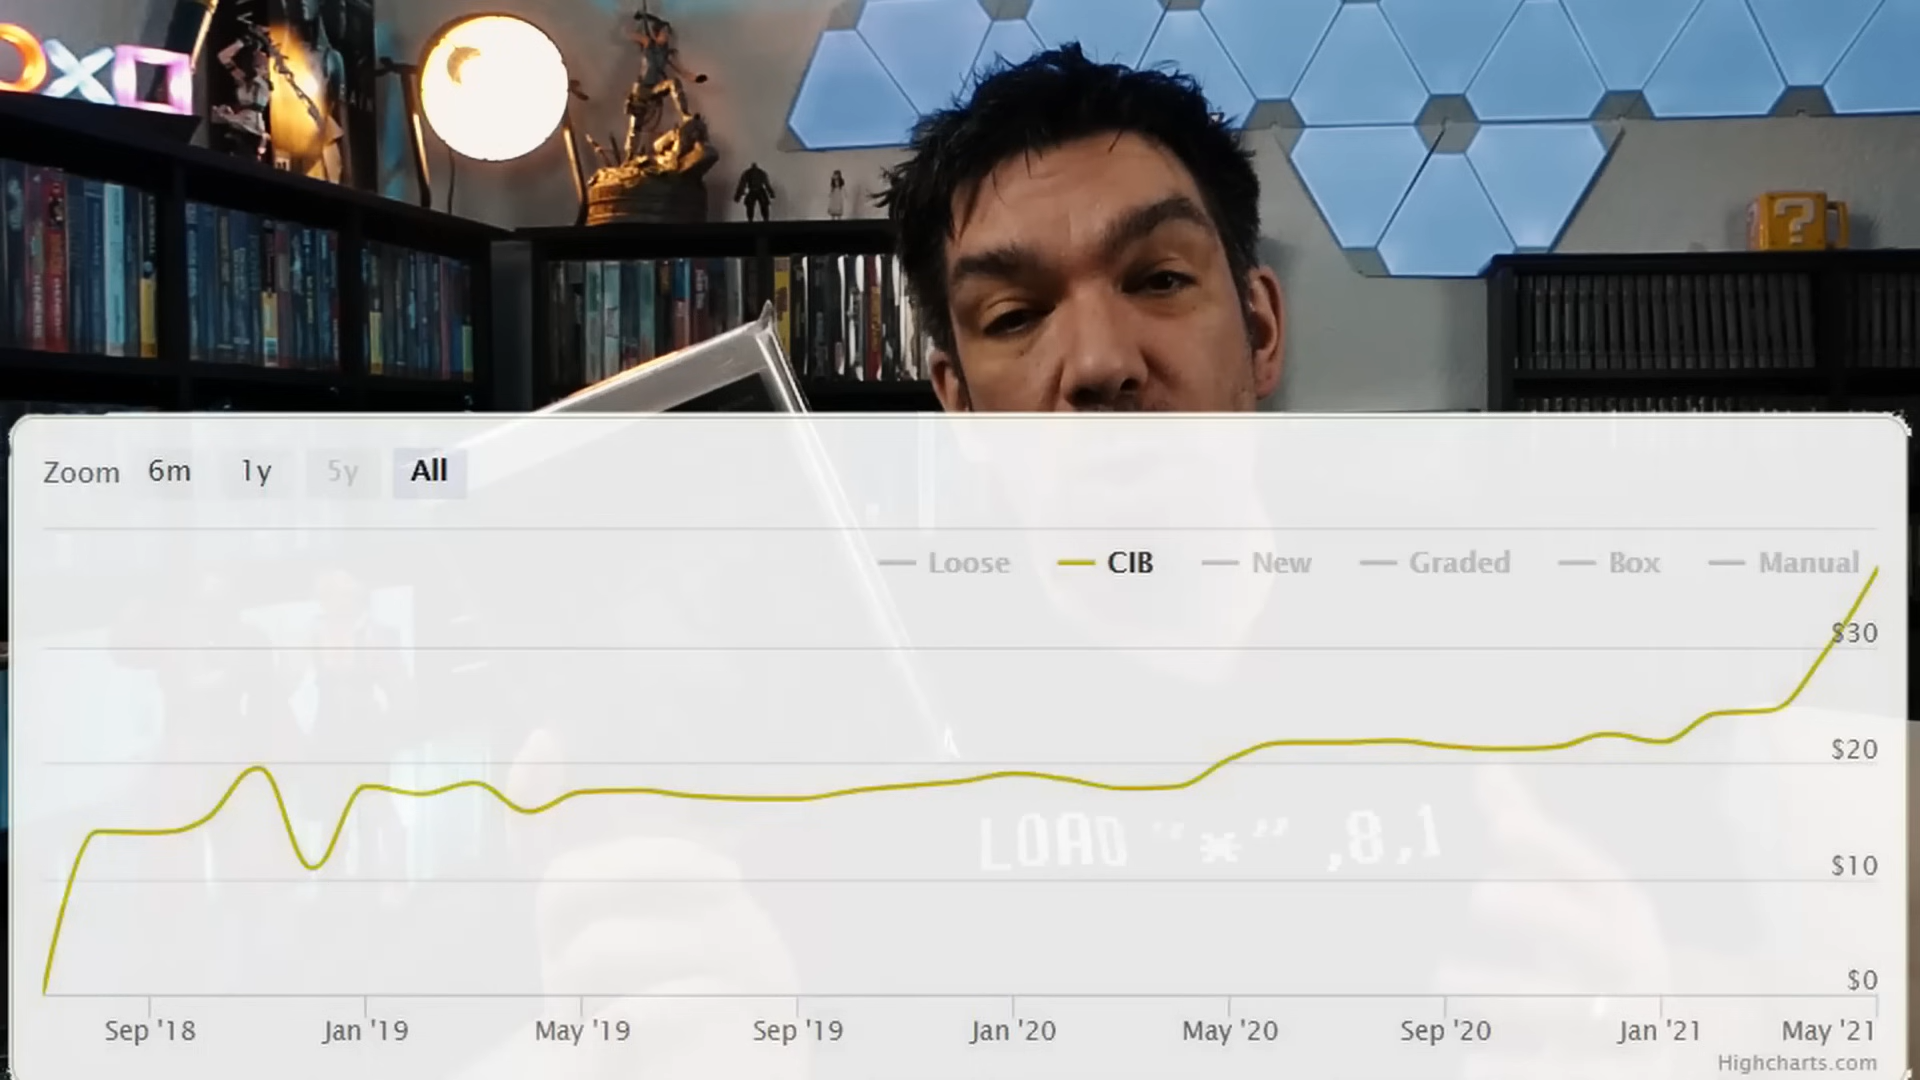 Zoom 6m 1y 5y All
Loose CIB New Graded Box Manual
$30
$20
LOAD "*" ,8,1
$10
$0
Sep '18 Jan '19 May '19 Sep '19 Jan '20 May '20 Sep '20 Jan '21 May '21
Highcharts.com